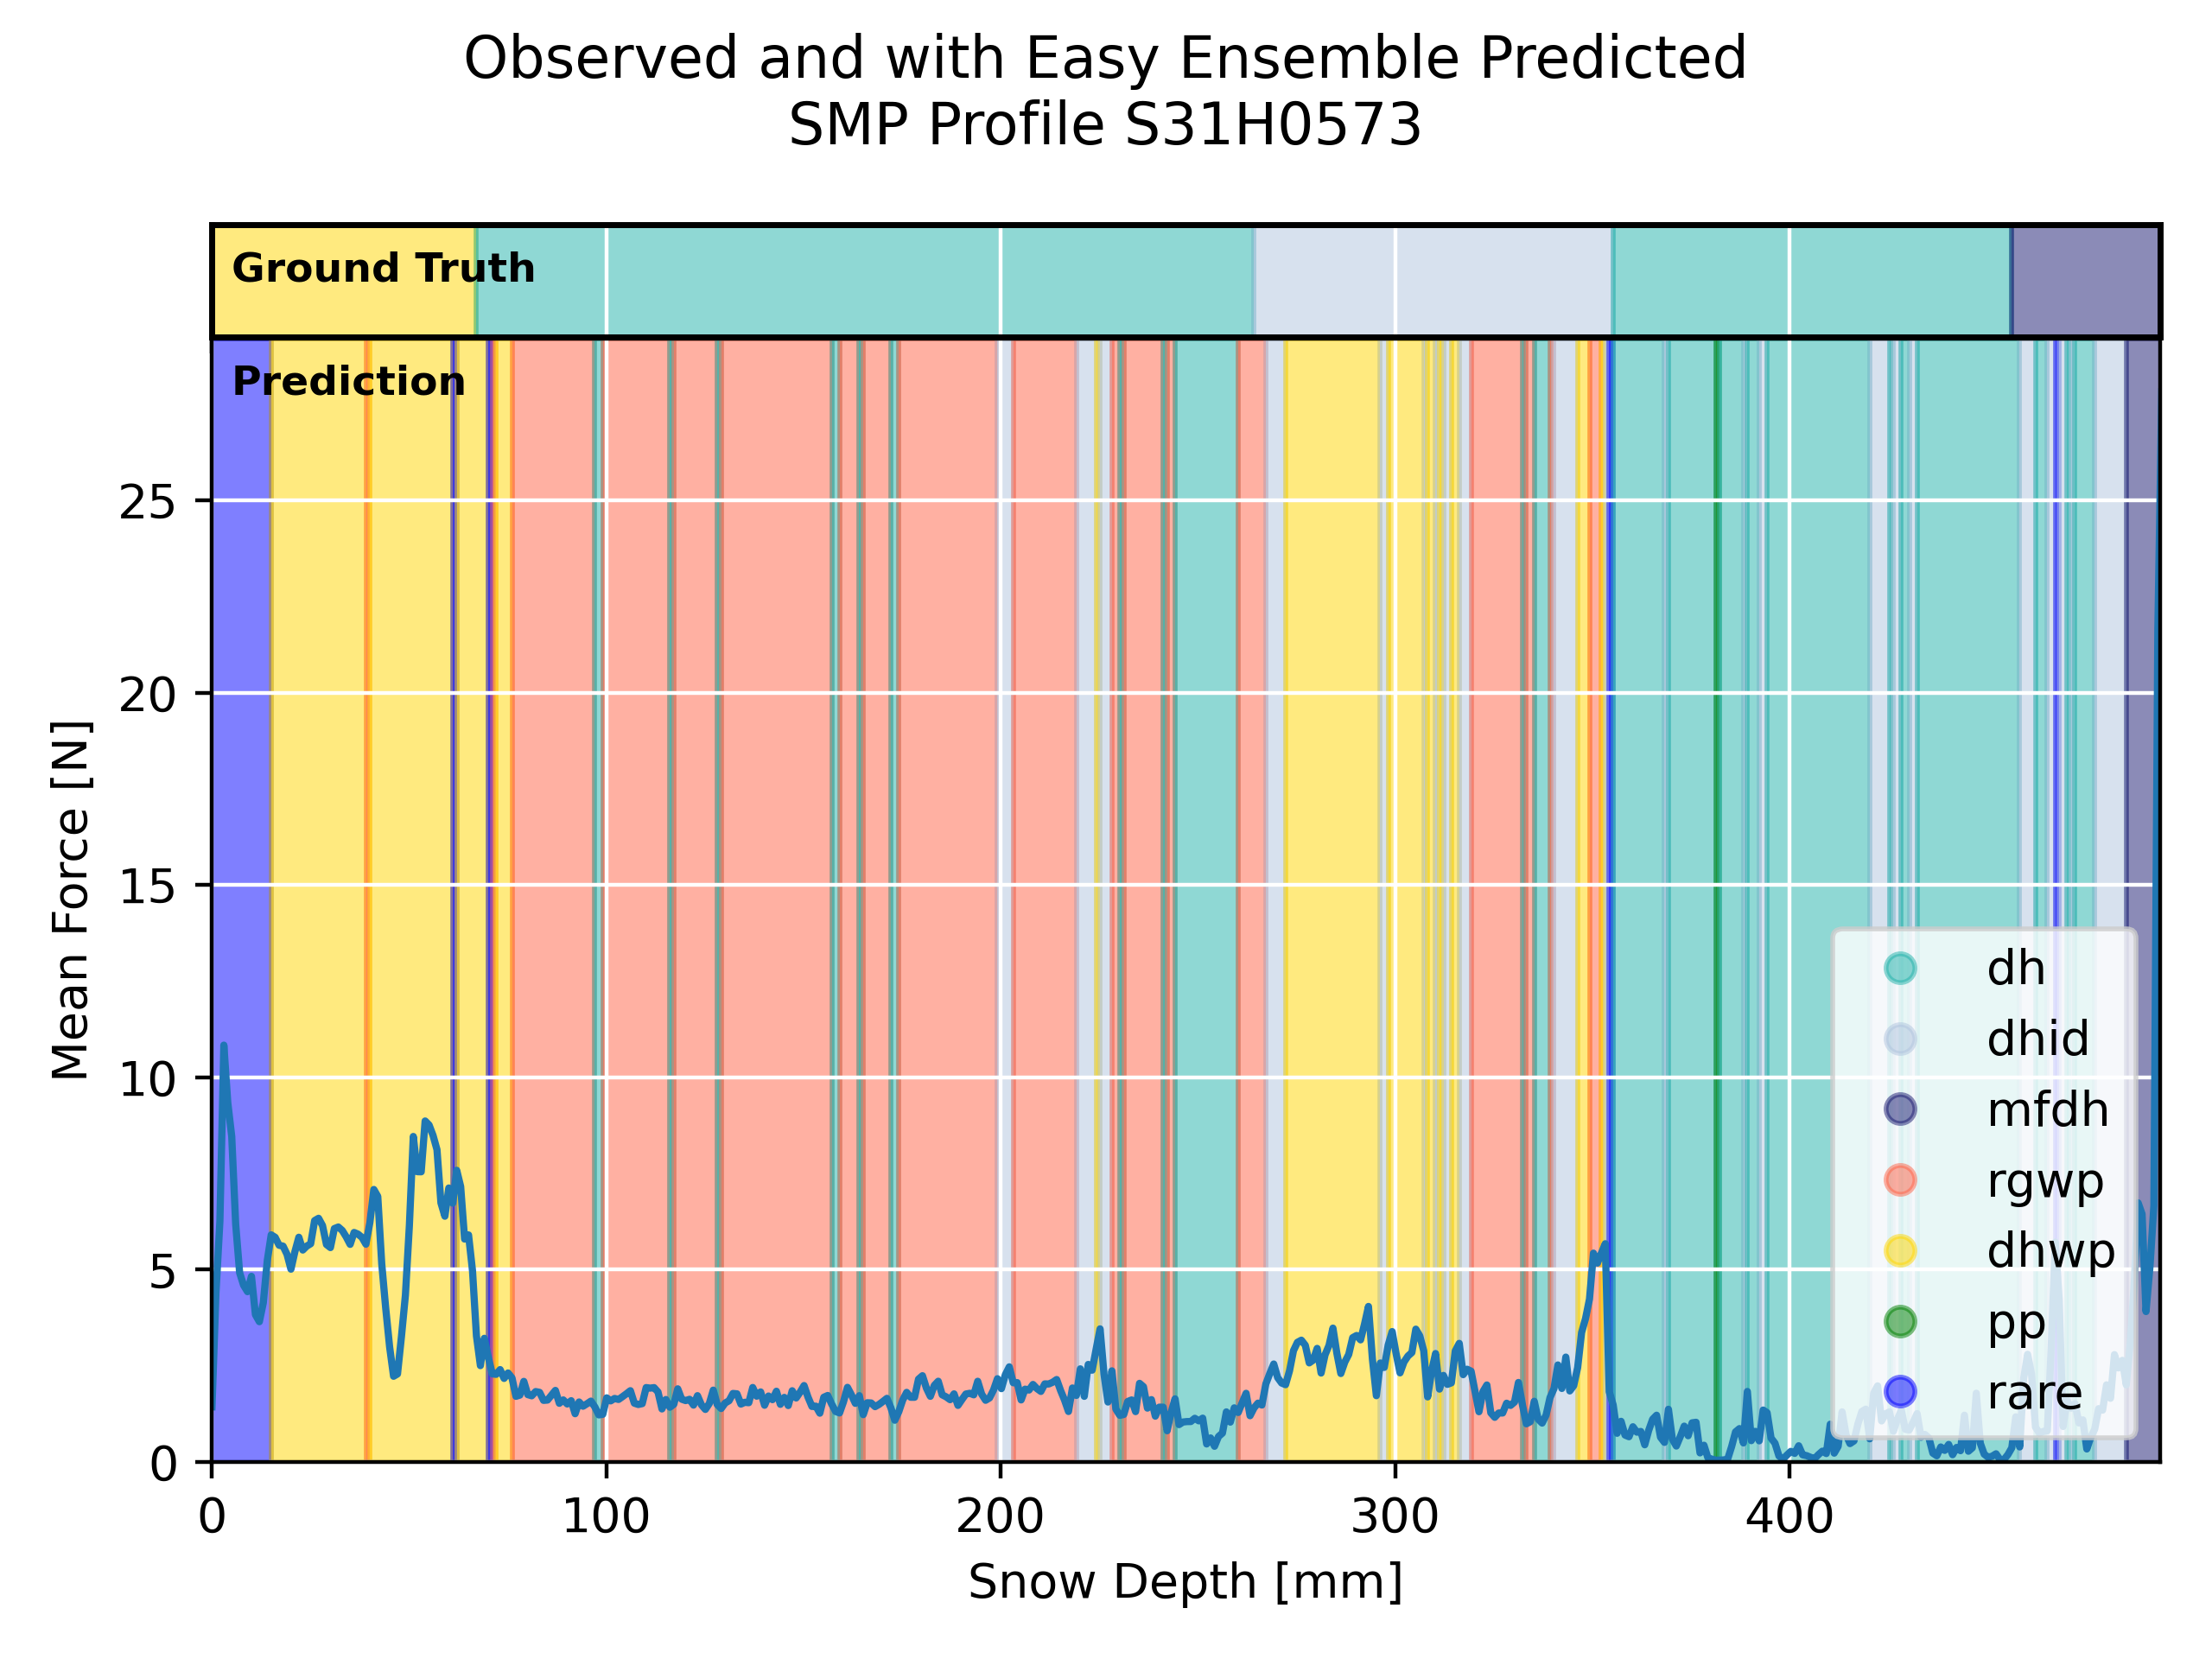 Observed and with Easy Ensemble Predicted
SMP Profile S31H0573
Ground Truth
Prediction
Mean Force [N]
25
20
15
10
5
0
dh
dhid
mfdh
rgwp
dhwp
pp
rare
0 100 200 300 400
Snow Depth [mm]